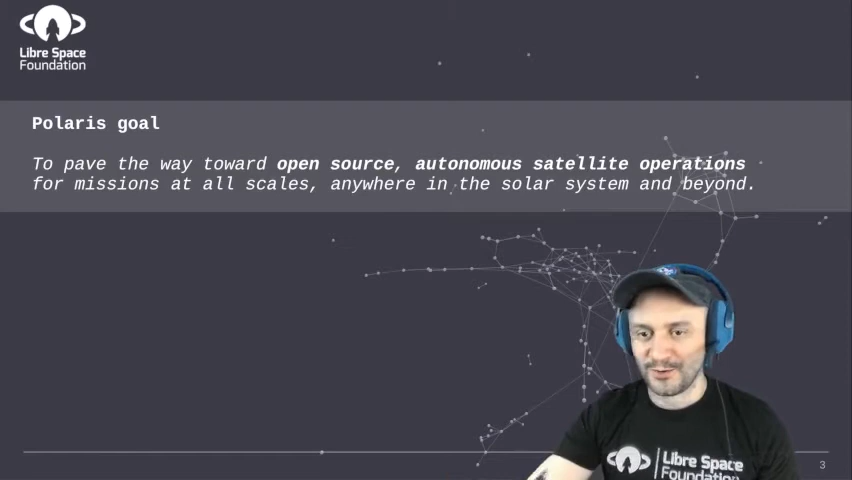 Libre Space
Foundation
Polaris goal
To pave the way toward open source, autonomous satellite operations
for missions at all scales, anywhere in the solar system and beyond.
Libre Space
Foundation
3